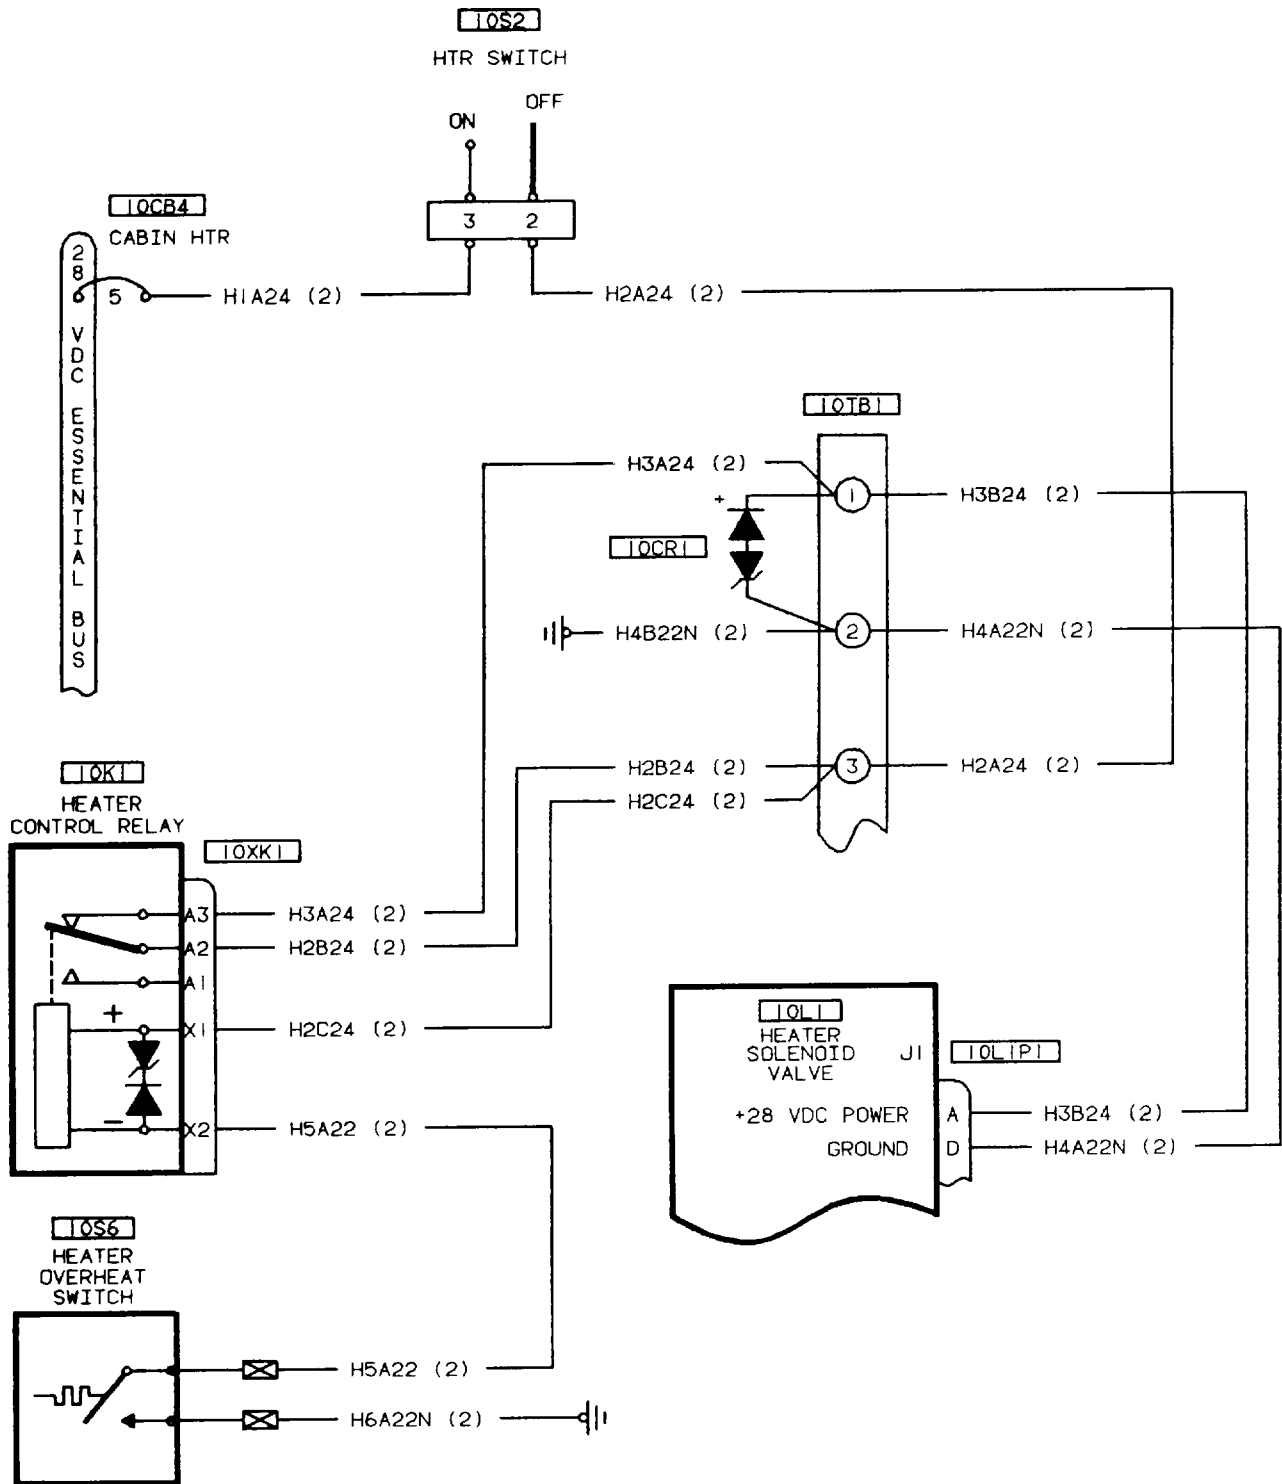 10S2
HTR SWITCH
OFF
ON
3 2
10CB4
CABIN HTR
28 VDC ESSENTIAL BUS
5
H1A24 (2)
H2A24 (2)
10TB1
H3A24 (2)
1
H3B24 (2)
+
10CR1
H4B22N (2)
2
H4A22N (2)
H2B24 (2)
3
H2A24 (2)
H2C24 (2)
10K1
HEATER
CONTROL RELAY
10XK1
A3
H3A24 (2)
A2
H2B24 (2)
A1
+
X1
H2C24 (2)
-
X2
H5A22 (2)
10L1
HEATER
SOLENOID
VALVE
J1
10L1P1
+28 VDC POWER
A
H3B24 (2)
GROUND
D
H4A22N (2)
10S6
HEATER
OVERHEAT
SWITCH
H5A22 (2)
H6A22N (2)